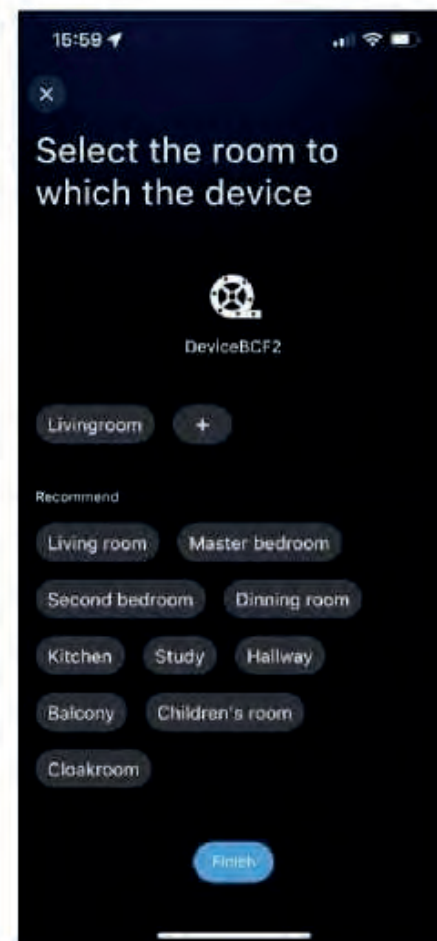 15:59
Select the room to
which the device
DeviceBCF2
Livingroom +
Recommend
Living room Master bedroom
Second bedroom Dinning room
Kitchen Study Hallway
Balcony Children's room
Cloakroom
Finish